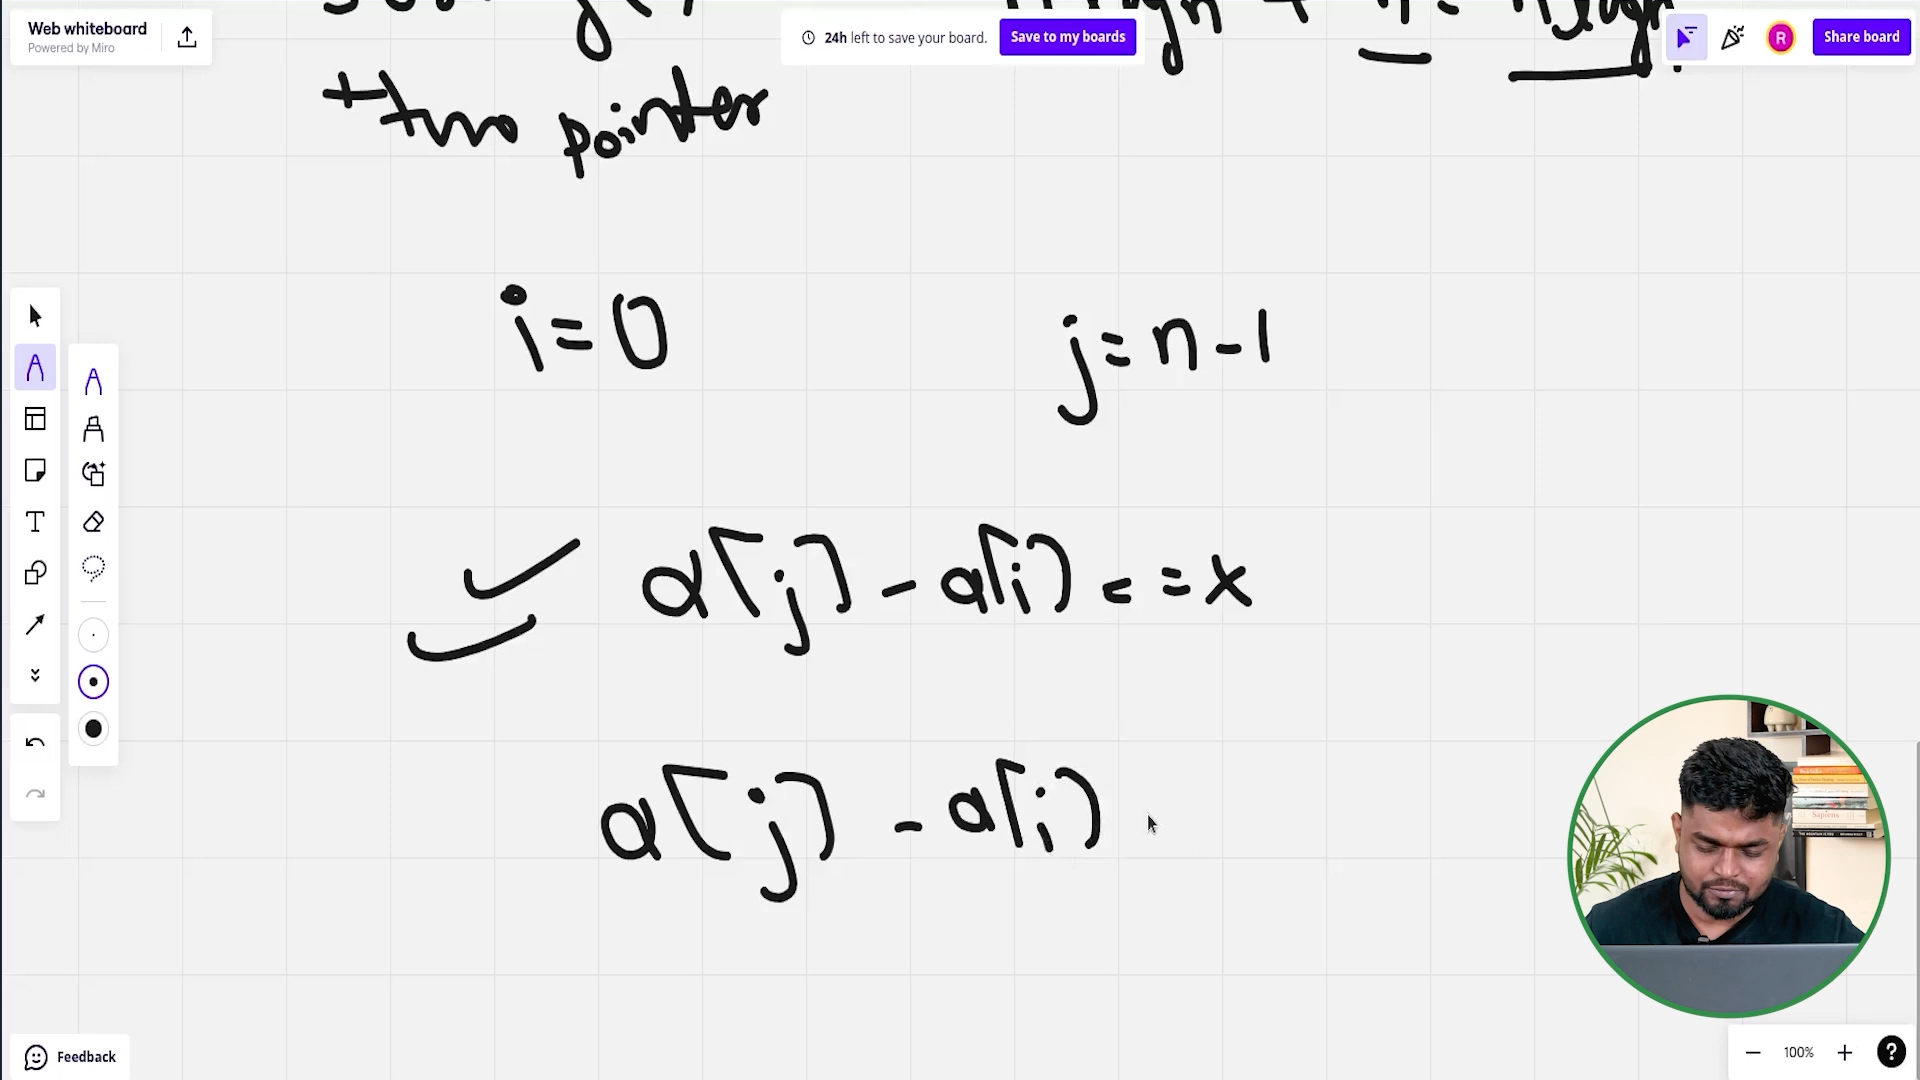 Web whiteboard
Powered by Miro
24h left to save your board.
Save to my boards
R
Share board
+two pointer
i=0
j=n-1
a[j]-a[i]==x
a[j]-a[i]
T
Sapiens
Feedback
100%
?